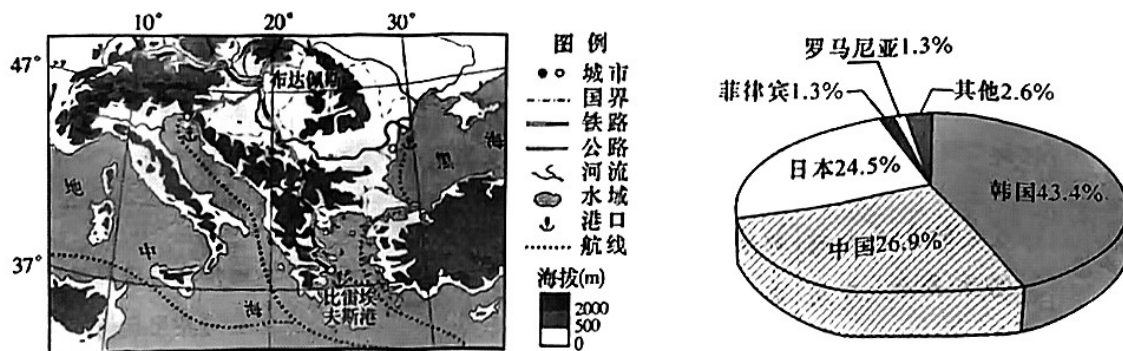 10°
20°
30°
47°
37°
布达佩斯
地
中
海
黑
海
比雷埃
夫斯港
图例
城市
国界
铁路
公路
河流
水域
港口
航线
海拔(m)
2000
500
0
罗马尼亚1.3%
菲律宾1.3%
其他2.6%
日本24.5%
韩国43.4%
中国26.9%